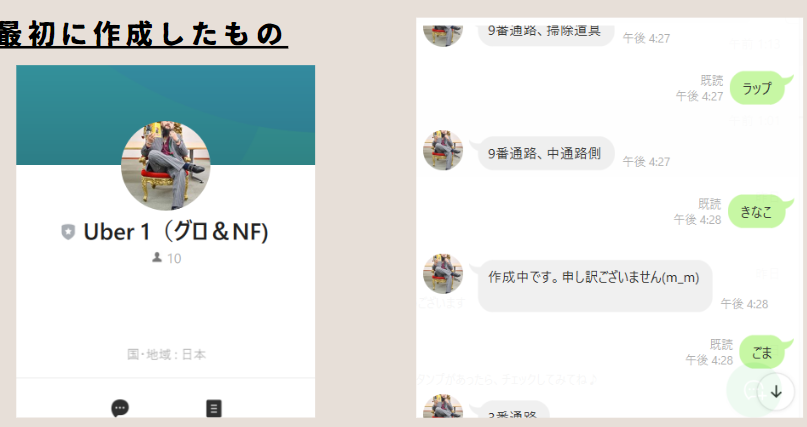 最初に作成したもの
Uber 1（グロ＆NF)
10
国・地域 : 日本
9番通路、掃除道具
午後 4:27
既読
午後 4:27
ラップ
9番通路、中通路側
午後 4:27
既読
午後 4:28
きなこ
作成中です。申し訳ございません(m_m)
午後 4:28
既読
午後 4:28
ごま
3番通路